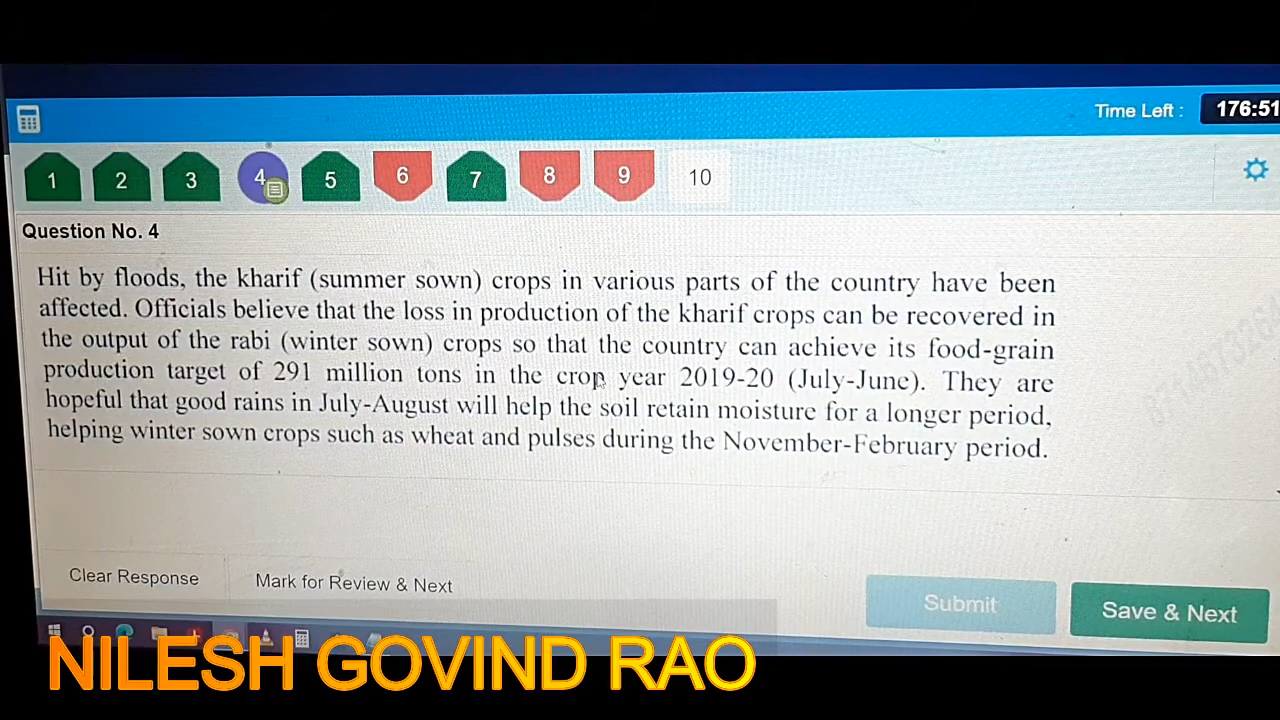 Time Left : 176:51
1 2 3 4 5 6 7 8 9 10
Question No. 4
Hit by floods, the kharif (summer sown) crops in various parts of the country have been
affected. Officials believe that the loss in production of the kharif crops can be recovered in
the output of the rabi (winter sown) crops so that the country can achieve its food-grain
production target of 291 million tons in the crop year 2019-20 (July-June). They are
hopeful that good rains in July-August will help the soil retain moisture for a longer period,
helping winter sown crops such as wheat and pulses during the November-February period.
Clear Response
Mark for Review & Next
Submit
Save & Next
NILESH GOVIND RAO